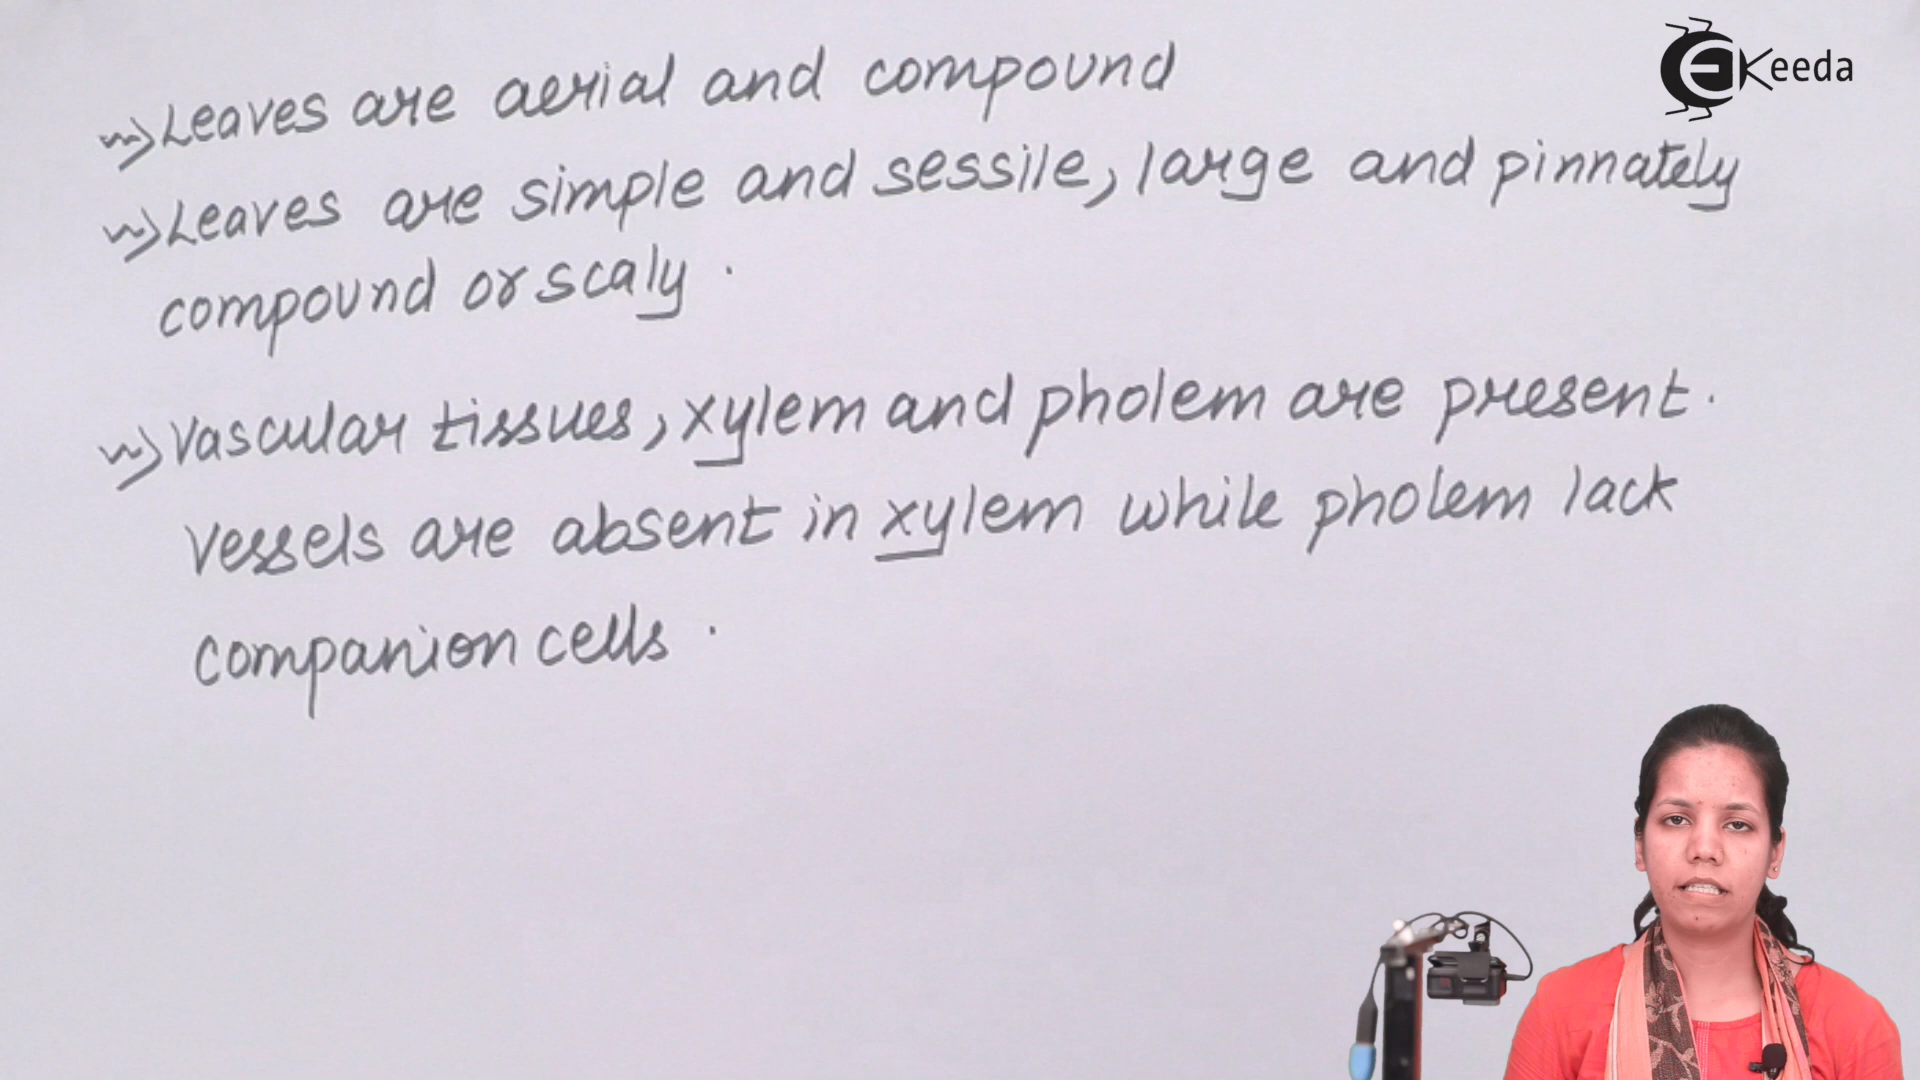 Keeda
Leaves are aerial and compound
Leaves are simple and sessile, large and pinnately
compound or scaly.
Vascular tissues, xylem and pholem are present.
Vessels are absent in xylem while pholem lack
companion cells.